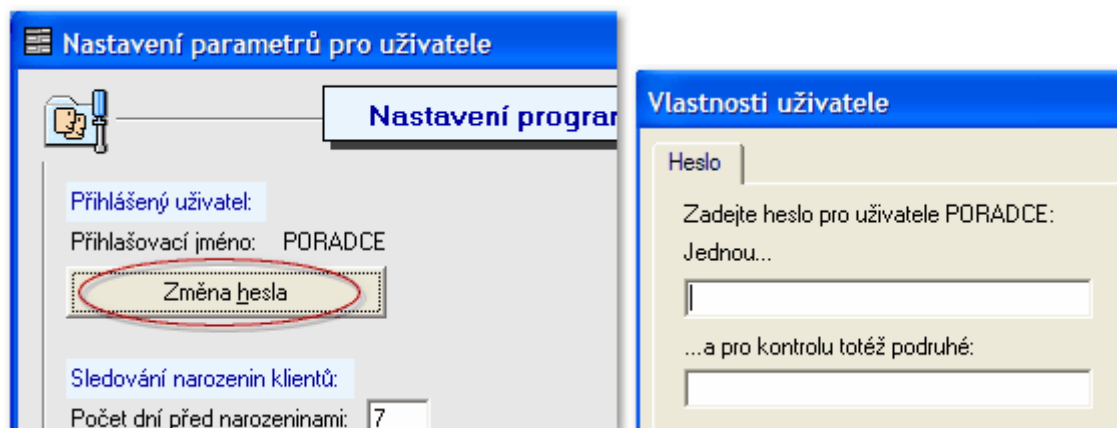 Nastavení parametrů pro uživatele
Nastavení progra
Přihlášený uživatel:
Přihlašovací jméno: PORADCE
Změna hesla
Sledování narozenin klientů:
Počet dní před narozeninami: 7
Vlastnosti uživatele
Heslo
Zadejte heslo pro uživatele PORADCE:
Jednou...
...a pro kontrolu totéž podruhé: